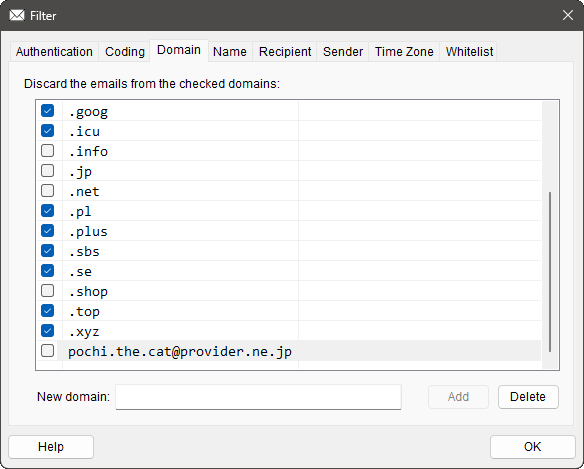 Filter
Authentication Coding Domain Name Recipient Sender Time Zone Whitelist
Discard the emails from the checked domains:
.goog
.icu
.info
.jp
.net
.pl
.plus
.sbs
.se
.shop
.top
.xyz
pochi.the.cat@provider.ne.jp
New domain: Add Delete
Help OK